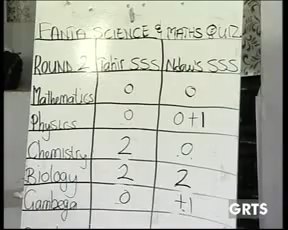 FANTA SCIENCE & MATHS QUIZ
ROUND 2 Tahir SSS Ndow's SSS
Mathematics 0 0
Physics 0 0+1
Chemistry 2 0
Biology 2 2
Gambega 0 +1
GRTS